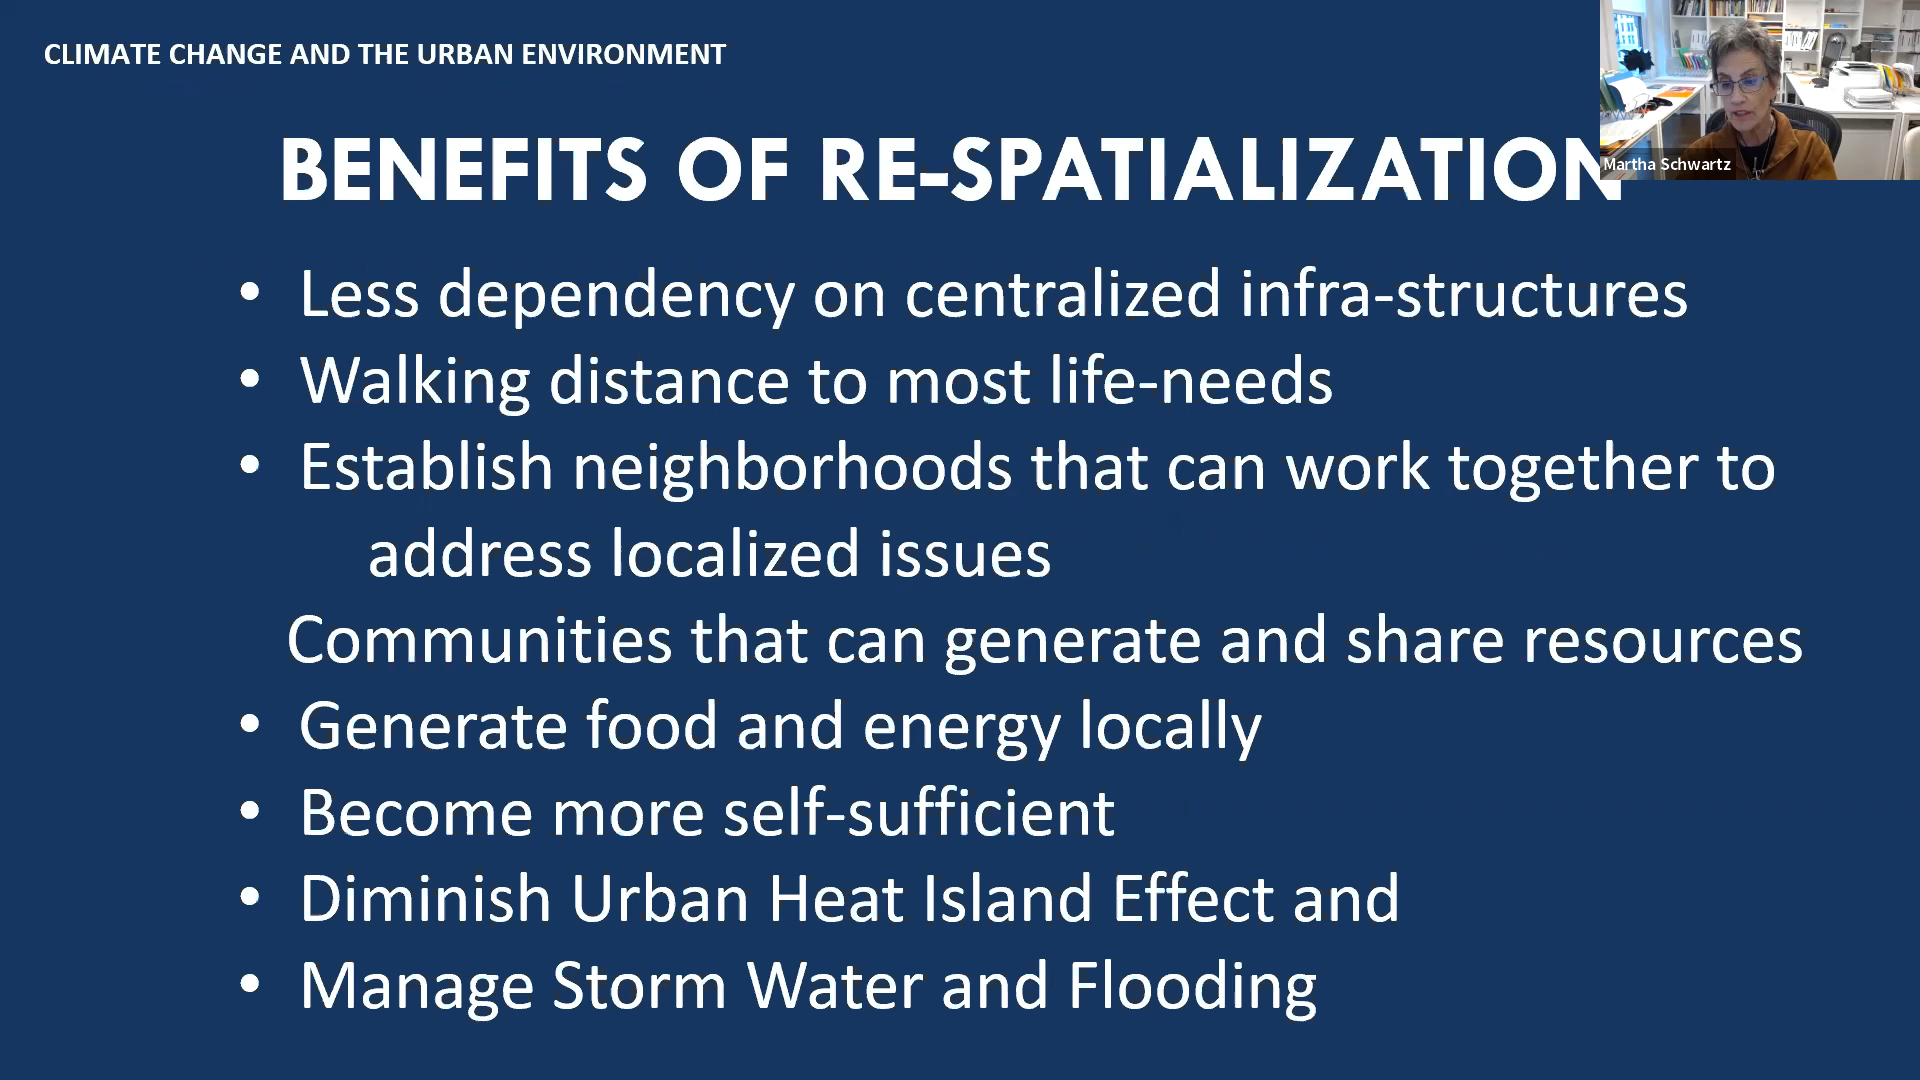 CLIMATE CHANGE AND THE URBAN ENVIRONMENT
BENEFITS OF RE-SPATIALIZATION
Martha Schwartz
• Less dependency on centralized infra-structures
• Walking distance to most life-needs
• Establish neighborhoods that can work together to
address localized issues
Communities that can generate and share resources
• Generate food and energy locally
• Become more self-sufficient
• Diminish Urban Heat Island Effect and
• Manage Storm Water and Flooding